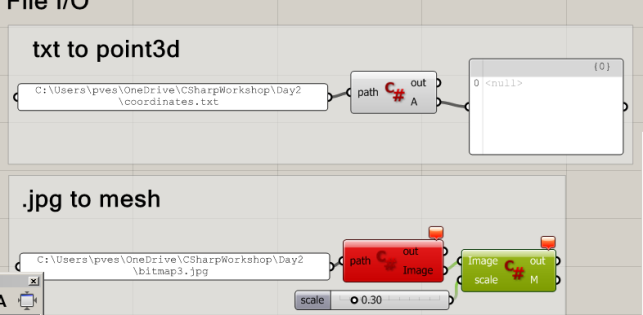 File I/O
txt to point3d
C:\Users\pves\OneDrive\CSharpWorkshop\Day2
\coordinates.txt
path C# out
A
{0}
0 <null>
.jpg to mesh
C:\Users\pves\OneDrive\CSharpWorkshop\Day2
\bitmap3.jpg
path C# out
Image
Image C# out
scale M
scale 0.30
x
A